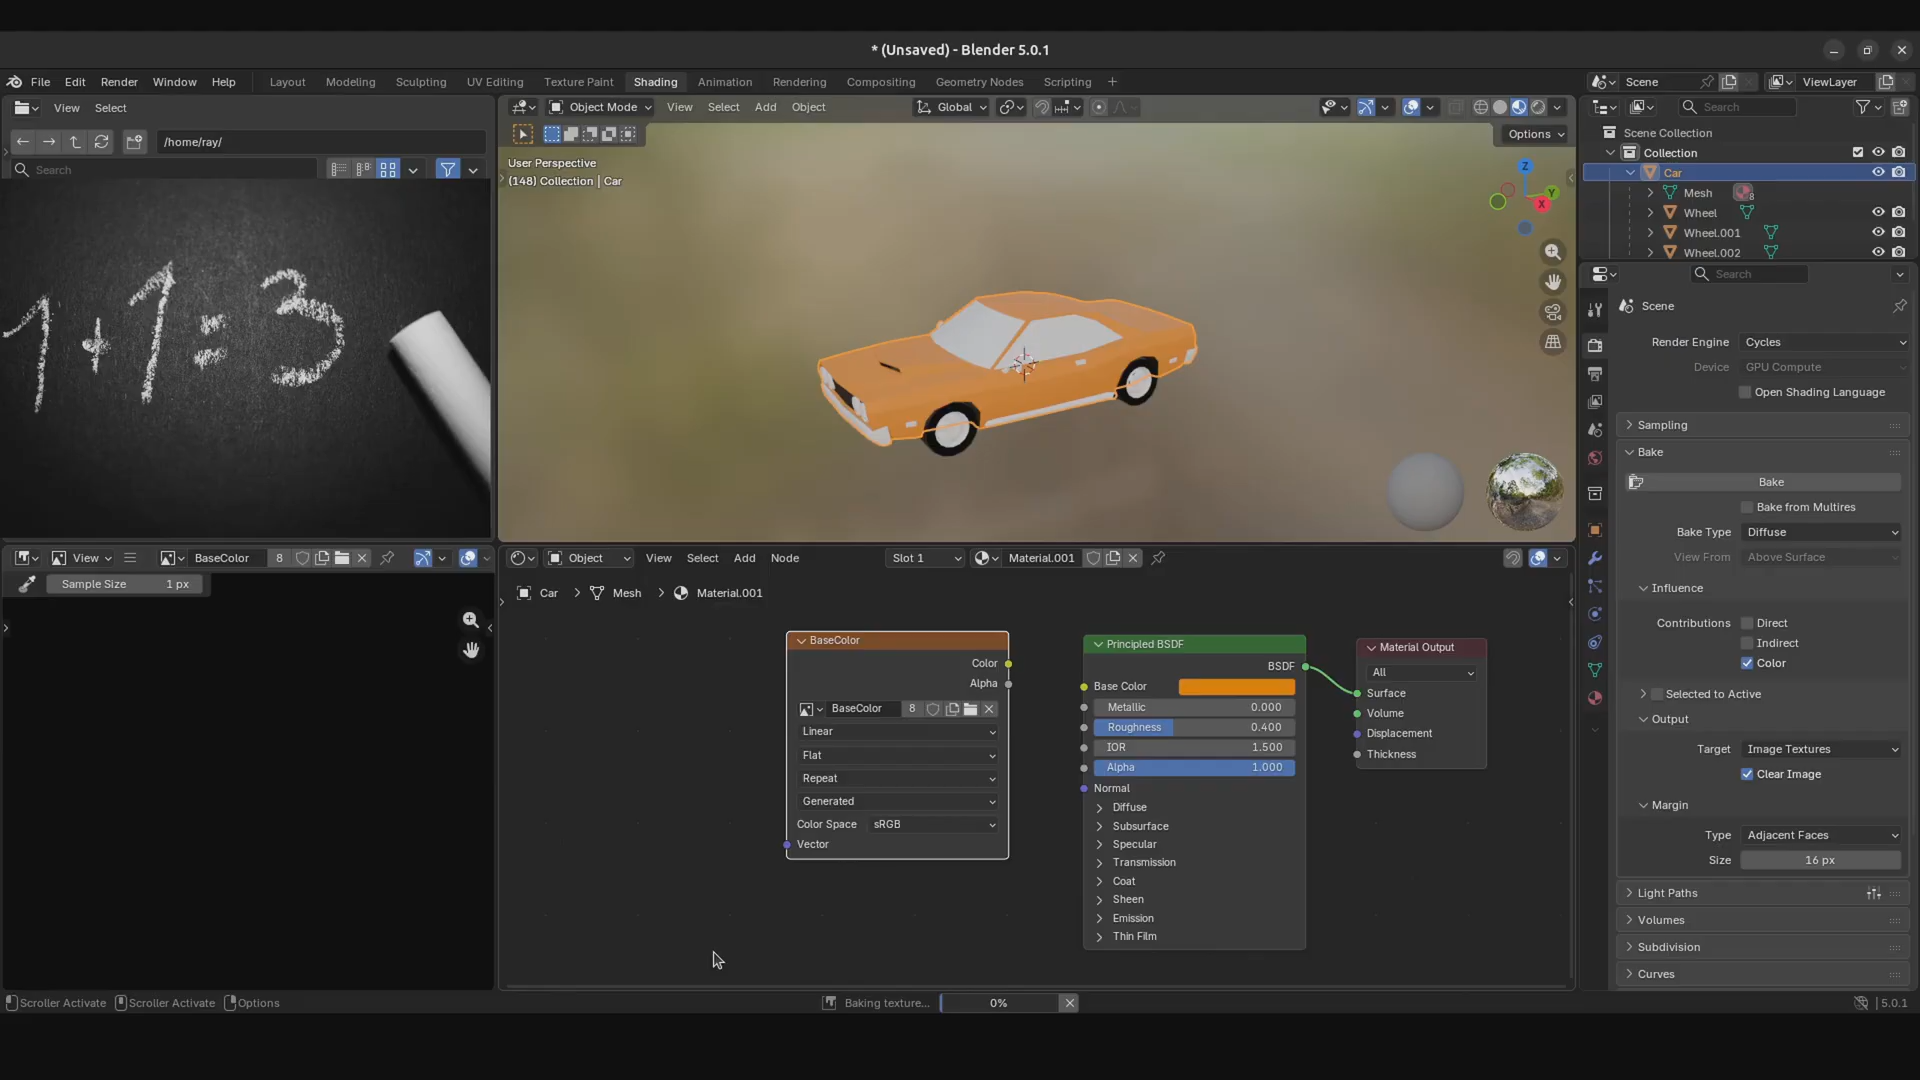 * (Unsaved) - Blender 5.0.1
File Edit Render Window Help Layout Modeling Sculpting UV Editing Texture Paint Shading Animation Rendering Compositing Geometry Nodes Scripting Scene ViewLayer
View Select
Object Mode View Select Add Object Global
Search
/home/ray/
Options
Search
User Perspective
(148) Collection | Car
Z
Y
X
1+1=3
Scene Collection
Collection
Car
Mesh 8
Wheel
Wheel.001
Wheel.002
Search
Scene
Render Engine Cycles
Device GPU Compute
Open Shading Language
Sampling
Bake
Bake
Bake from Multires
Bake Type Diffuse
View From Above Surface
Influence
Contributions Direct
Indirect
Color
Selected to Active
Output
Target Image Textures
Clear Image
Margin
Type Adjacent Faces
Size 16 px
Light Paths
Volumes
Subdivision
Curves
View BaseColor 8
Sample Size 1 px
Object View Select Add Node Slot 1 Material.001
Car Mesh Material.001
BaseColor
Color
Alpha
BaseColor 8
Linear
Flat
Repeat
Generated
Color Space sRGB
Vector
Principled BSDF
BSDF
Base Color
Metallic 0.000
Roughness 0.400
IOR 1.500
Alpha 1.000
Normal
Diffuse
Subsurface
Specular
Transmission
Coat
Sheen
Emission
Thin Film
Material Output
All
Surface
Volume
Displacement
Thickness
Scroller Activate Scroller Activate Options Baking texture... 0% 5.0.1